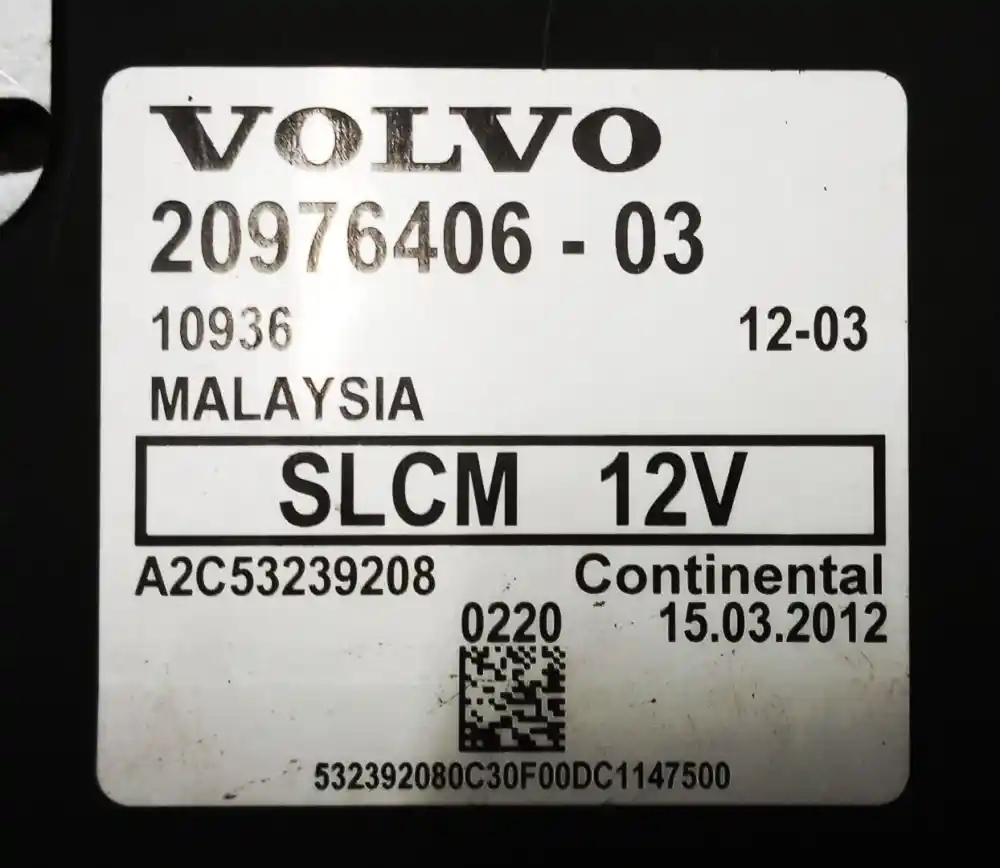 VOLVO
20976406 - 03
10936 12-03
MALAYSIA
SLCM 12V
A2C53239208 Continental
0220 15.03.2012
532392080C30F00DC1147500